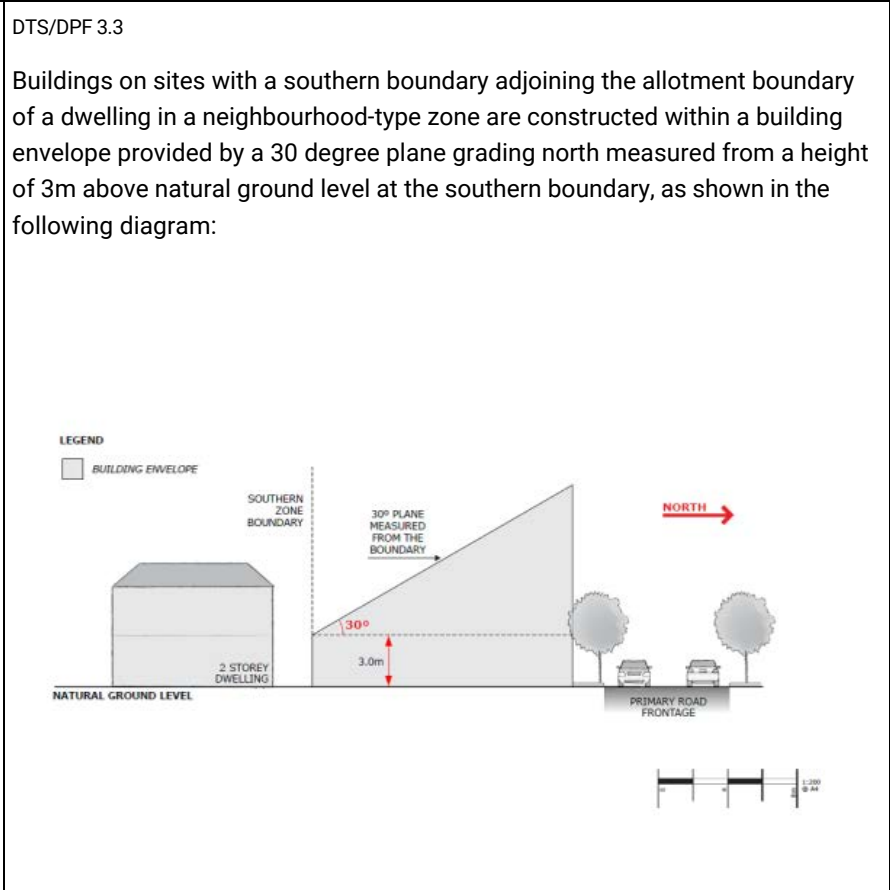 DTS/DPF 3.3
Buildings on sites with a southern boundary adjoining the allotment boundary
of a dwelling in a neighbourhood-type zone are constructed within a building
envelope provided by a 30 degree plane grading north measured from a height
of 3m above natural ground level at the southern boundary, as shown in the
following diagram:
LEGEND
BUILDING ENVELOPE
SOUTHERN
ZONE
BOUNDARY
30º PLANE
MEASURED
FROM THE
BOUNDARY
NORTH
30º
3.0m
2 STOREY
DWELLING
NATURAL GROUND LEVEL
PRIMARY ROAD
FRONTAGE
1:200
@ A4